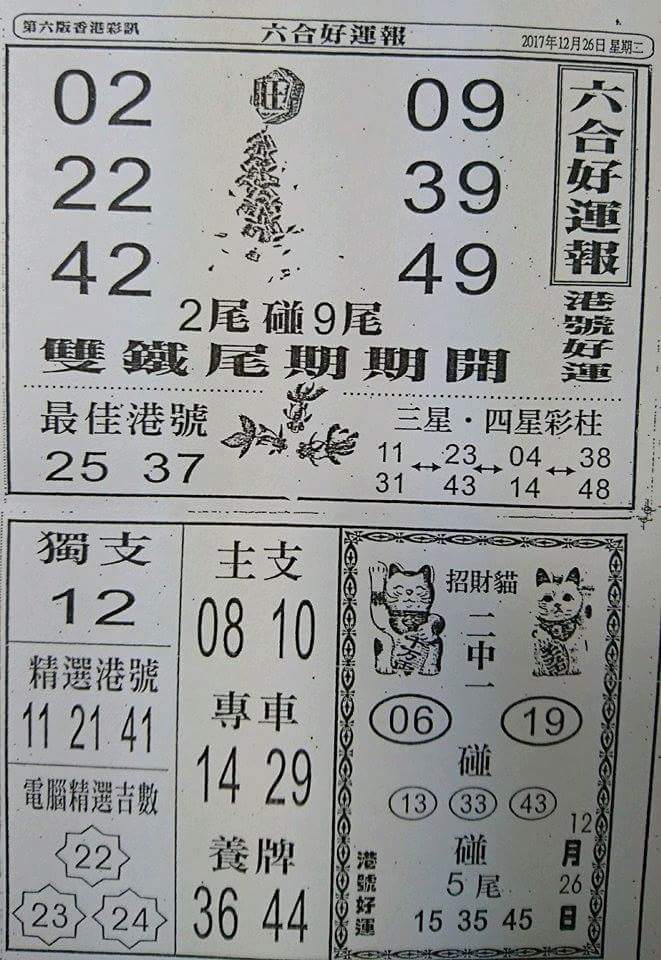 第六版香港彩訊
六合好運報
2017年12月26日 星期二
02 09
22 39
42 49
旺
2尾碰9尾
雙鐵尾期期開
六合好運報
港號好運
最佳港號
25 37
三星·四星彩柱
11 ↔ 23 ↔ 04 ↔ 38
31 43 14 48
獨支
12
精選港號
11 21 41
電腦精選吉數
22
23 24
主支
08 10
專車
14 29
養牌
36 44
招財貓
二中一
06 19
碰
13 33 43
碰
5尾
15 35 45
港號好運
12月26日